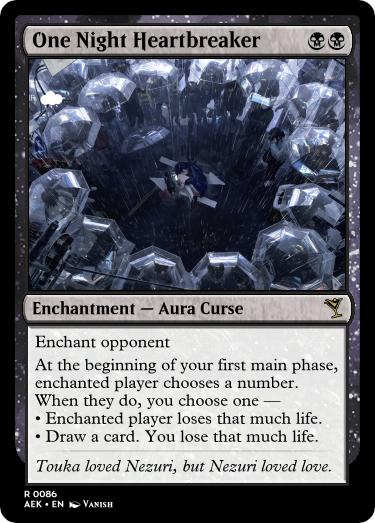 One Night Heartbreaker
Enchantment — Aura Curse
Enchant opponent
At the beginning of your first main phase,
enchanted player chooses a number.
When they do, you choose one —
• Enchanted player loses that much life.
• Draw a card. You lose that much life.
Touka loved Nezuri, but Nezuri loved love.
R 0086
AEK • EN VANISH